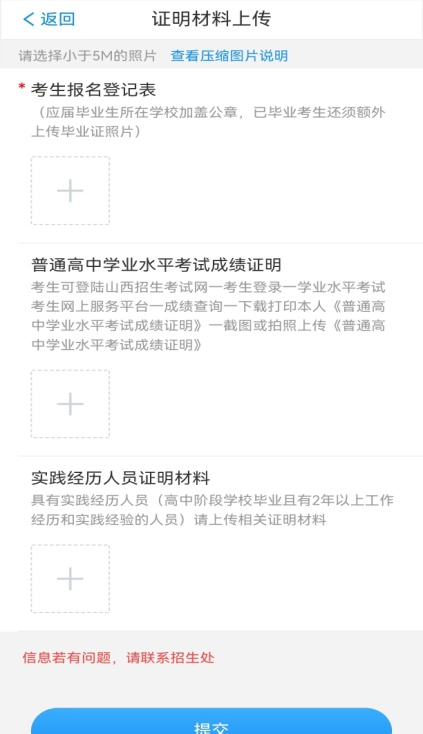 返回
证明材料上传
请选择小于5M的照片 查看压缩图片说明
* 考生报名登记表
（应届毕业生所在学校加盖公章，已毕业考生还须额外
上传毕业证照片）
普通高中学业水平考试成绩证明
考生可登陆山西招生考试网一考生登录一学业水平考试
考生网上服务平台一成绩查询一下载打印本人《普通高
中学业水平考试成绩证明》一截图或拍照上传《普通高
中学业水平考试成绩证明》
实践经历人员证明材料
具有实践经历人员（高中阶段学校毕业且有2年以上工作
经历和实践经验的人员）请上传相关证明材料
信息若有问题，请联系招生处
提交